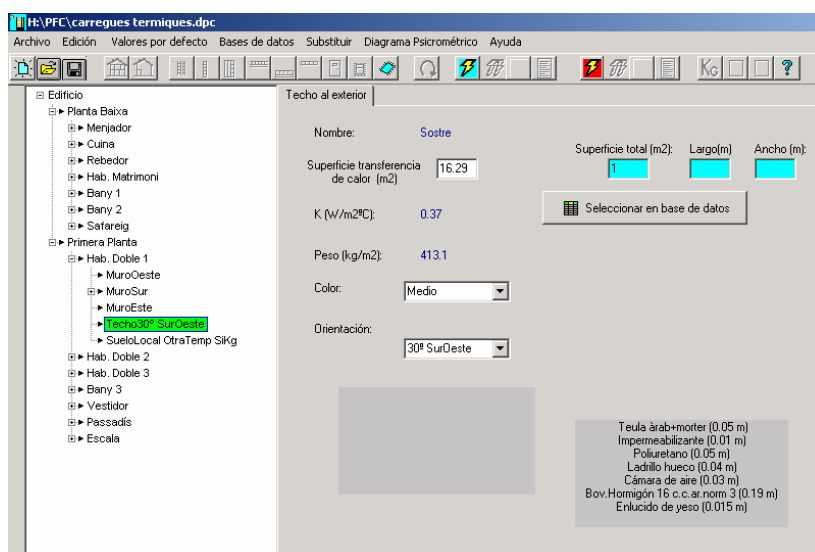 H:\PFC\carregues termiques.dpc
Archivo Edición Valores por defecto Bases de datos Substituir Diagrama Psicrométrico Ayuda
KG ?
Edificio
Planta Baixa
Menjador
Cuina
Rebedor
Hab. Matrimoni
Bany 1
Bany 2
Safareig
Primera Planta
Hab. Doble 1
MuroOeste
MuroSur
MuroEste
Techo30º SurOeste
SueloLocal OtraTemp SiKg
Hab. Doble 2
Hab. Doble 3
Bany 3
Vestidor
Passadís
Escala
Techo al exterior
Nombre: Sostre
Superficie transferencia
de calor (m2) 16.29
Superficie total (m2): Largo(m) Ancho (m):
1
K (W/m2ºC): 0.37
Seleccionar en base de datos
Peso (kg/m2): 413.1
Color: Medio
Orientación:
30º SurOeste
Teula àrab+morter (0.05 m)
Impermeabilizante (0.01 m)
Poliuretano (0.05 m)
Ladrillo hueco (0.04 m)
Cámara de aire (0.03 m)
Bov.Hormigón 16 c.c.ar.norm 3 (0.19 m)
Enlucido de yeso (0.015 m)